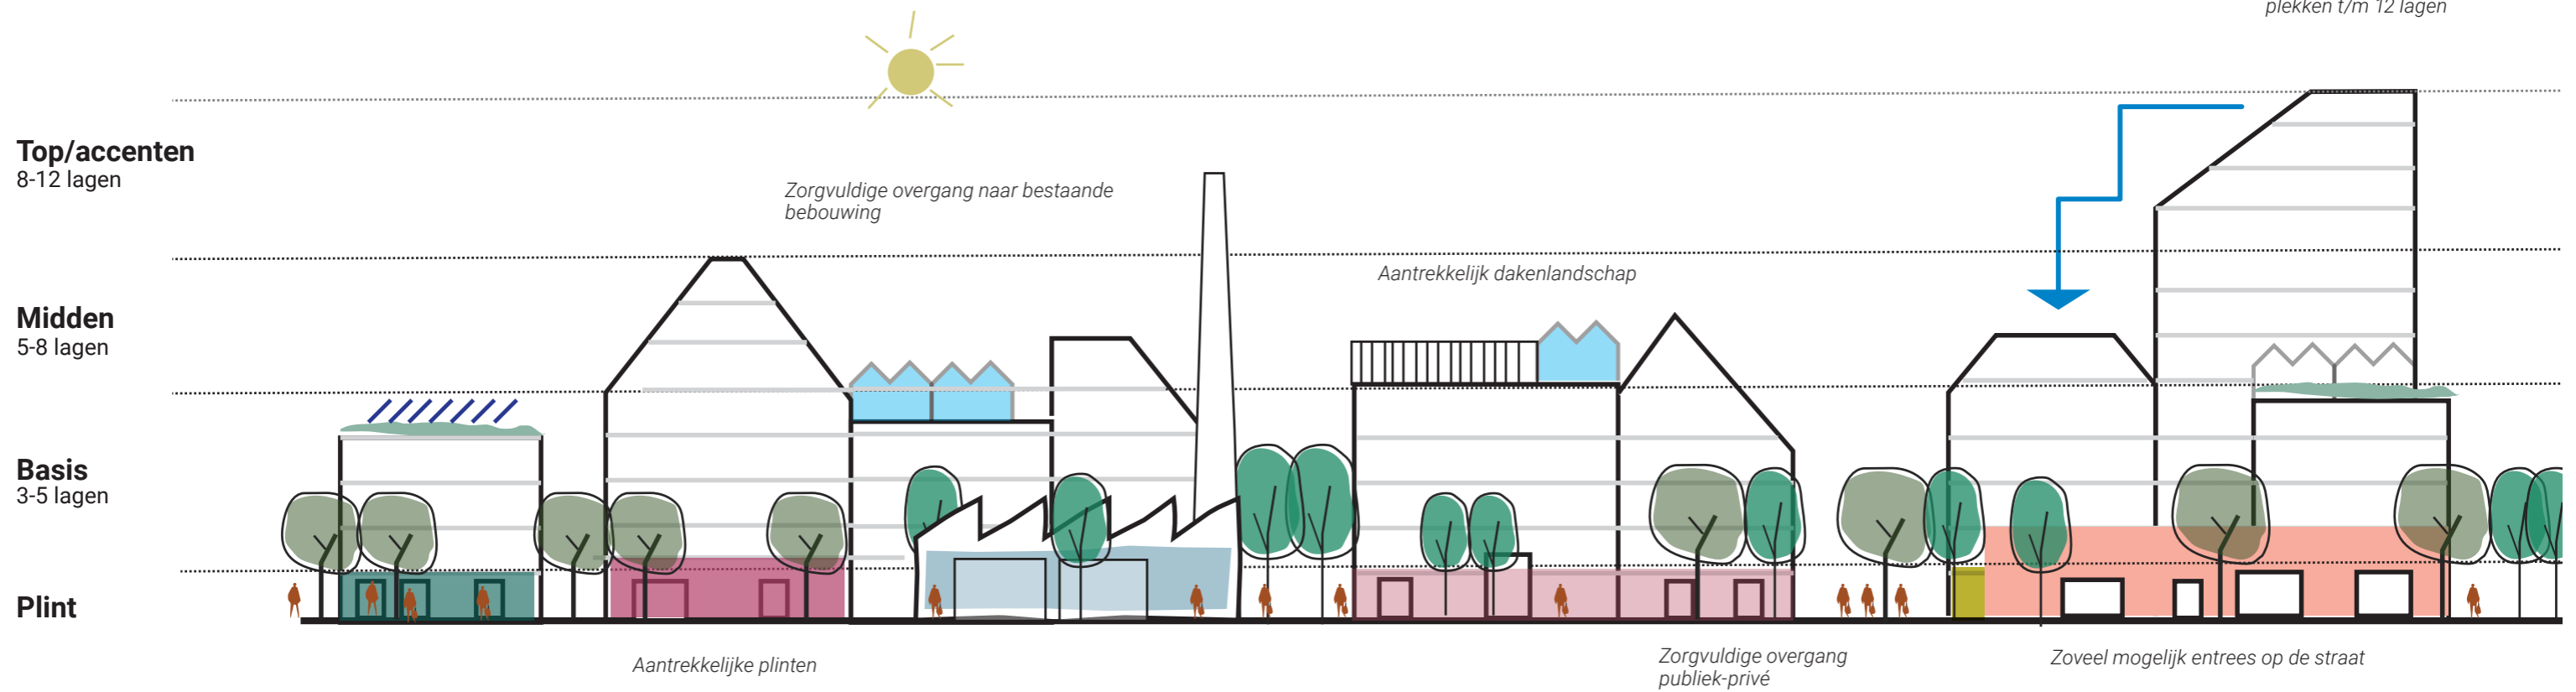 plekken t/m 12 lagen
Top/accenten
8-12 lagen
Zorgvuldige overgang naar bestaande
bebouwing
Aantrekkelijk dakenlandschap
Midden
5-8 lagen
Basis
3-5 lagen
Plint
Aantrekkelijke plinten
Zorgvuldige overgang
publiek-privé
Zoveel mogelijk entrees op de straat